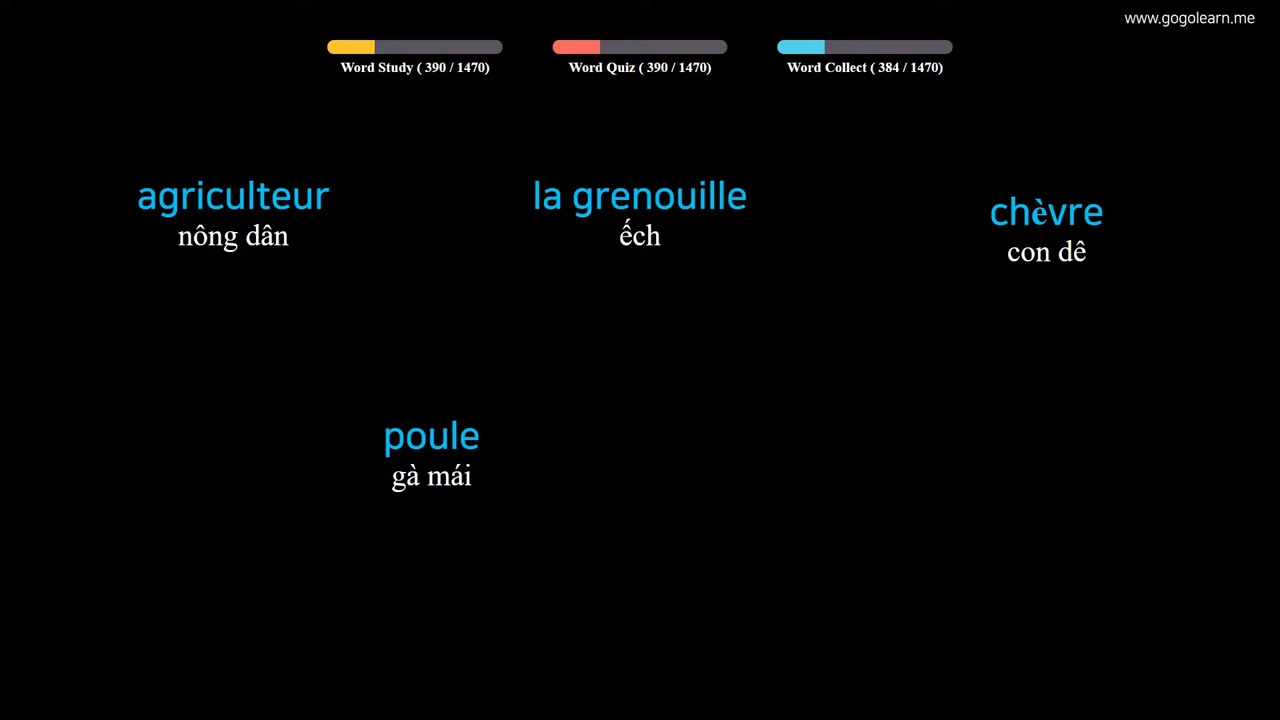 www.gogolearn.me
Word Study ( 390 / 1470)
Word Quiz ( 390 / 1470)
Word Collect ( 384 / 1470)
agriculteur
nông dân
la grenouille
ếch
chèvre
con dê
poule
gà mái